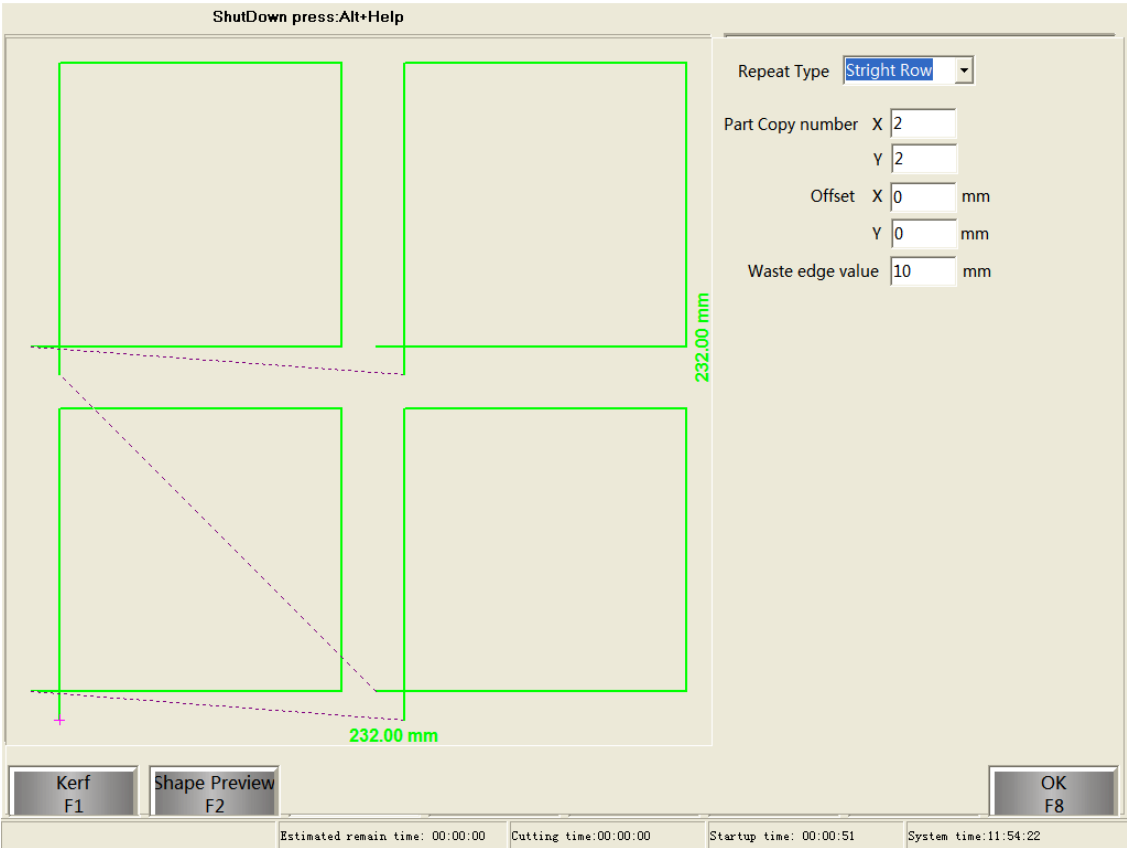 ShutDown press:Alt+Help
Repeat Type Stright Row
Part Copy number X 2
Y 2
Offset X 0 mm
Y 0 mm
Waste edge value 10 mm
232.00 mm
232.00 mm
Kerf
F1
Shape Preview
F2
OK
F8
Estimated remain time: 00:00:00 Cutting time:00:00:00 Startup time: 00:00:51 System time:11:54:22